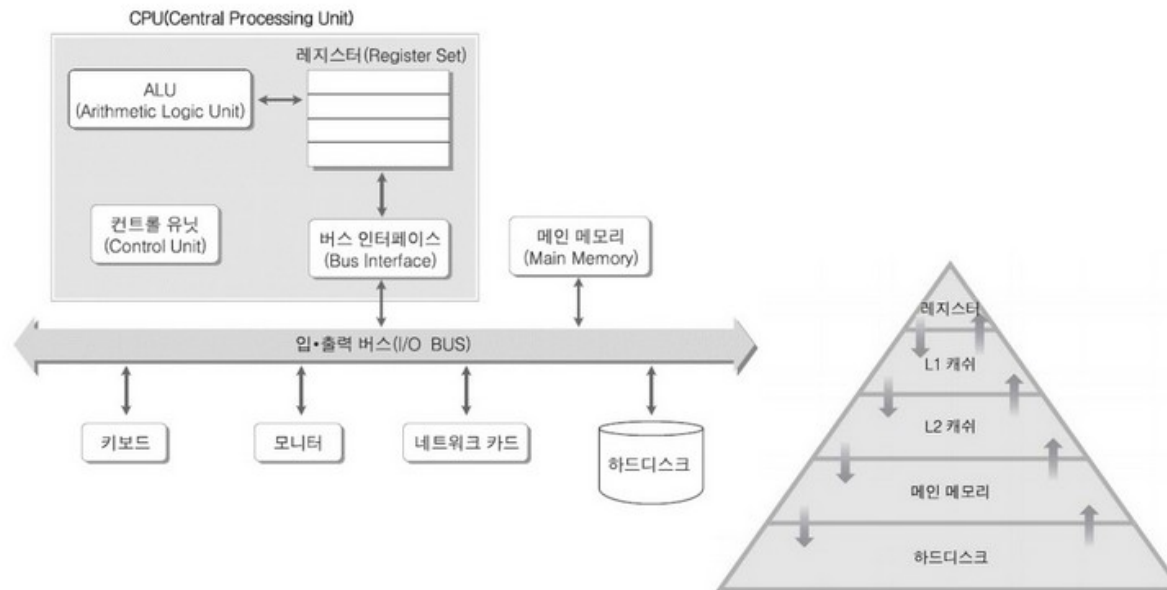 CPU(Central Processing Unit)
레지스터(Register Set)
ALU
(Arithmetic Logic Unit)
컨트롤 유닛
(Control Unit)
버스 인터페이스
(Bus Interface)
메인 메모리
(Main Memory)
입•출력 버스(I/O BUS)
키보드
모니터
네트워크 카드
하드디스크
레지스터
L1 캐쉬
L2 캐쉬
메인 메모리
하드디스크